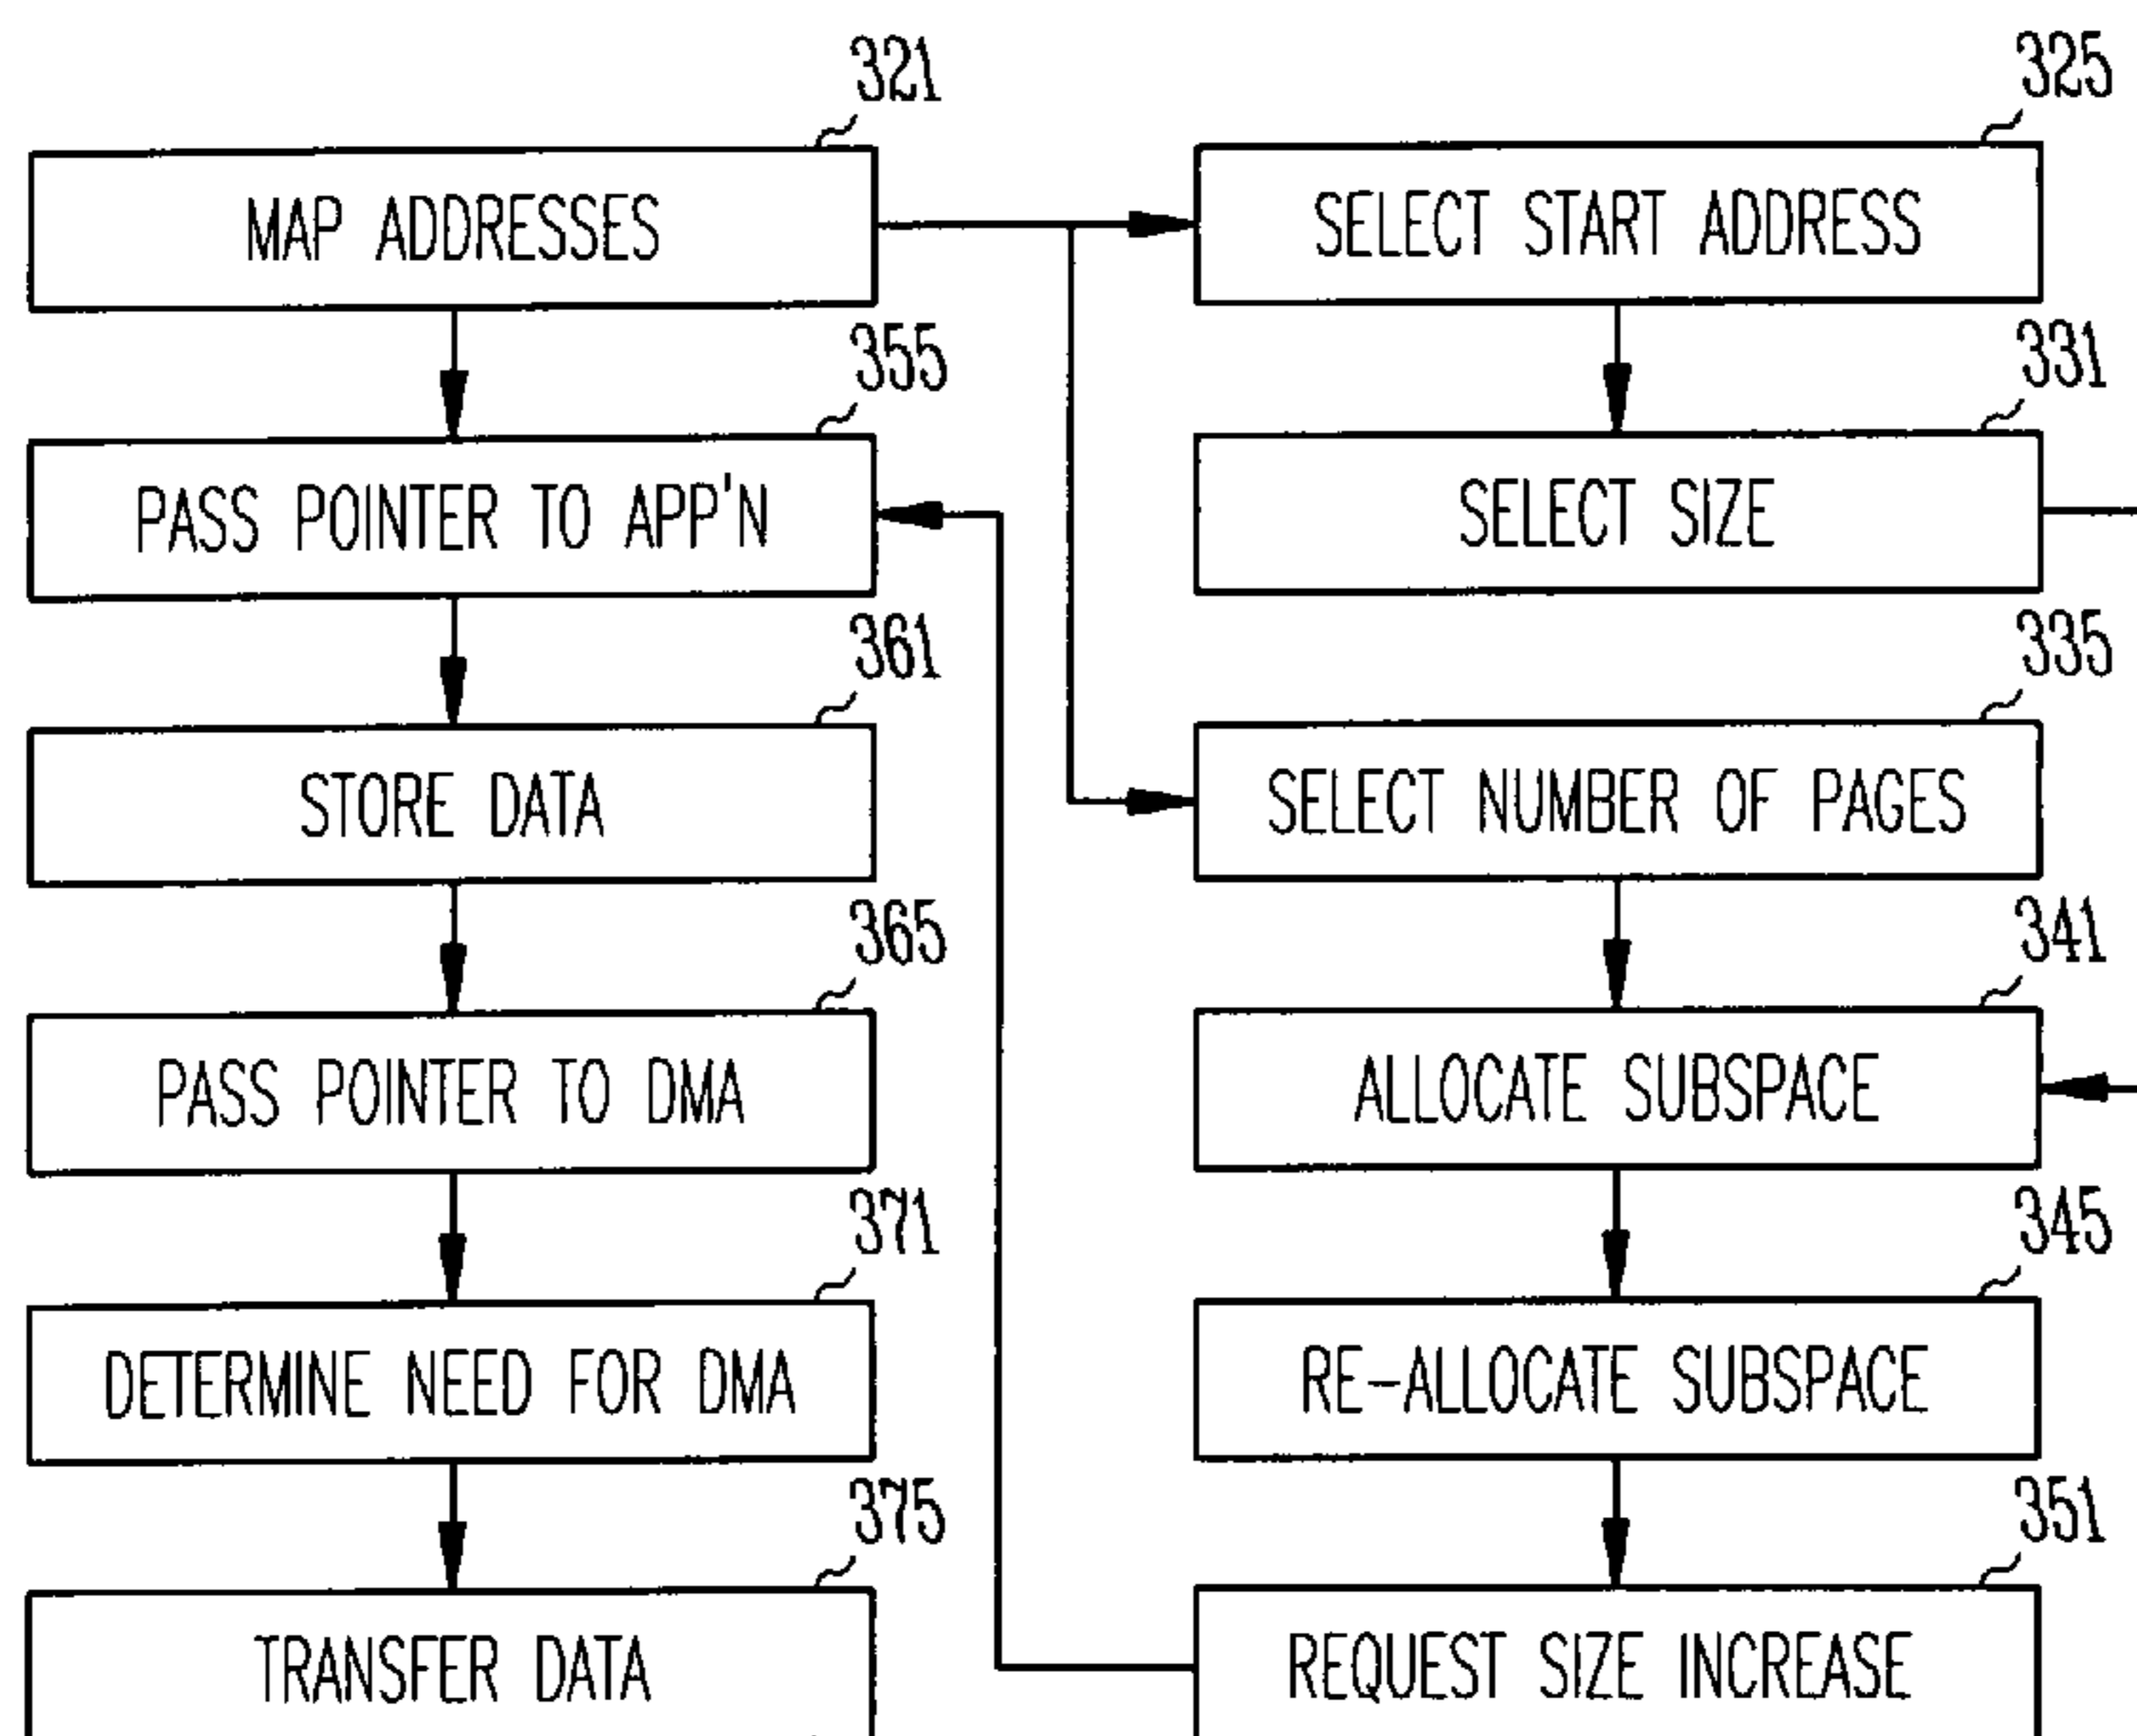 321
MAP ADDRESSES
355
PASS POINTER TO APP'N
361
STORE DATA
365
PASS POINTER TO DMA
371
DETERMINE NEED FOR DMA
375
TRANSFER DATA
325
SELECT START ADDRESS
331
SELECT SIZE
335
SELECT NUMBER OF PAGES
341
ALLOCATE SUBSPACE
345
RE-ALLOCATE SUBSPACE
351
REQUEST SIZE INCREASE